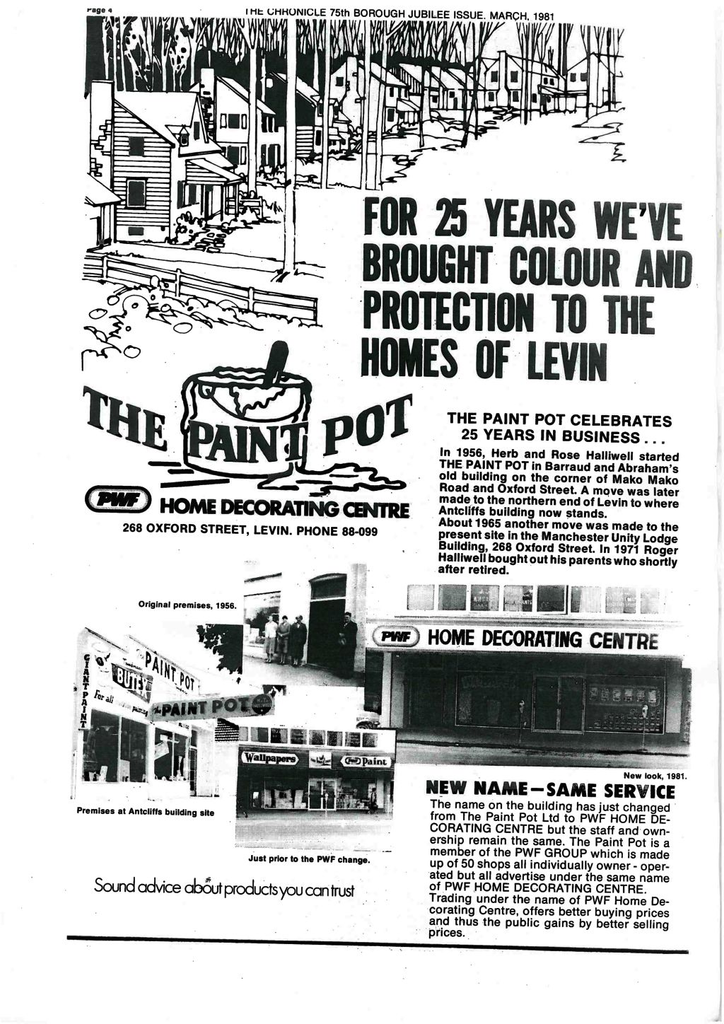 Page 4
THE CHRONICLE 75th BOROUGH JUBILEE ISSUE. MARCH, 1981
FOR 25 YEARS WE'VE
BROUGHT COLOUR AND
PROTECTION TO THE
HOMES OF LEVIN
THE PAINT POT
PWF HOME DECORATING CENTRE
268 OXFORD STREET, LEVIN. PHONE 88-099
THE PAINT POT CELEBRATES
25 YEARS IN BUSINESS...
In 1956, Herb and Rose Halliwell started
THE PAINT POT in Barraud and Abraham's
old building on the corner of Mako Mako
Road and Oxford Street. A move was later
made to the northern end of Levin to where
Antcliffs building now stands.
About 1965 another move was made to the
present site in the Manchester Unity Lodge
Building, 268 Oxford Street. In 1971 Roger
Halliwell bought out his parents who shortly
after retired.
Original premises, 1956.
PWF HOME DECORATING CENTRE
New look, 1981.
GIANT PAINT
PAINT POT
For all
THE PAINT POT
Premises at Antcliffs building site
Wallpapers
Paint
Just prior to the PWF change.
Sound advice about products you can trust
NEW NAME—SAME SERVICE
The name on the building has just changed
from The Paint Pot Ltd to PWF HOME DE-
CORATING CENTRE but the staff and own-
ership remain the same. The Paint Pot is a
member of the PWF GROUP which is made
up of 50 shops all individually owner - oper-
ated but all advertise under the same name
of PWF HOME DECORATING CENTRE.
Trading under the name of PWF Home De-
corating Centre, offers better buying prices
and thus the public gains by better selling
prices.